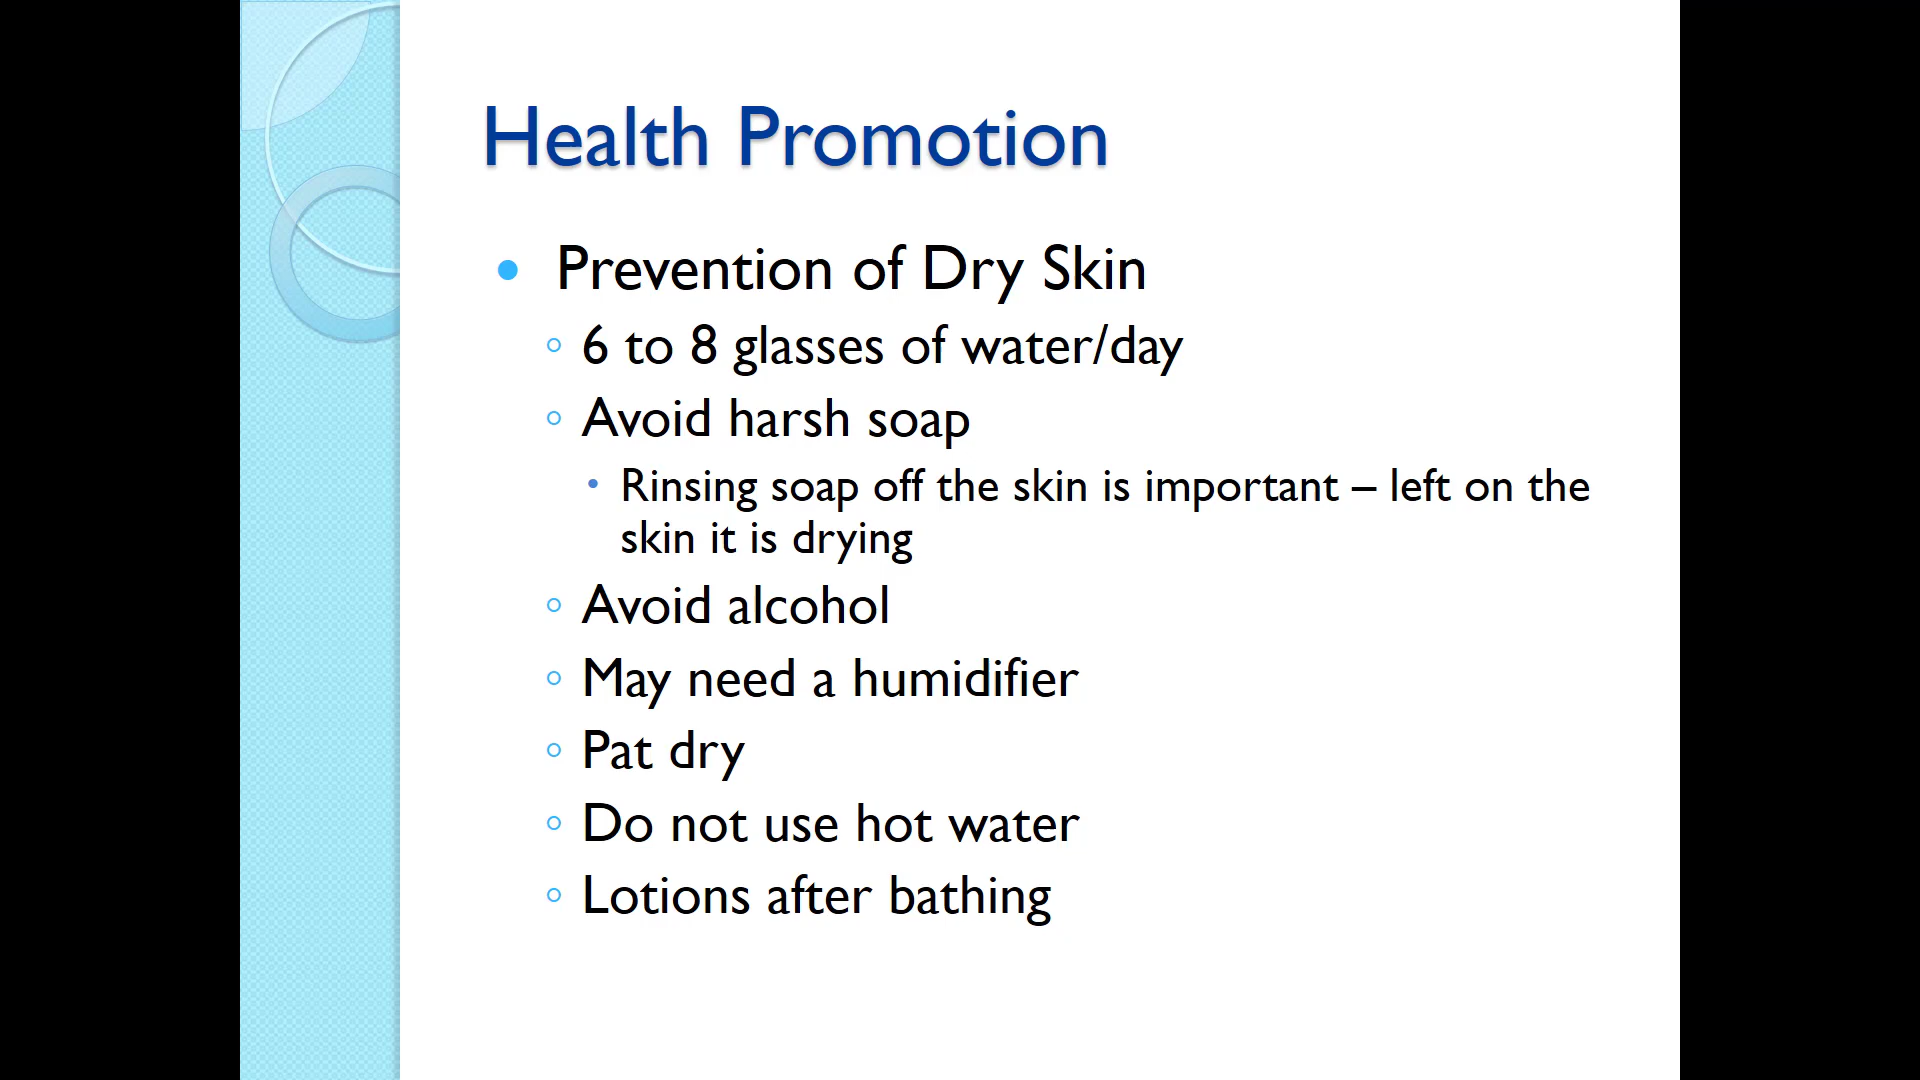 Health Promotion
Prevention of Dry Skin
6 to 8 glasses of water/day
Avoid harsh soap
Rinsing soap off the skin is important – left on the
skin it is drying
Avoid alcohol
May need a humidifier
Pat dry
Do not use hot water
Lotions after bathing